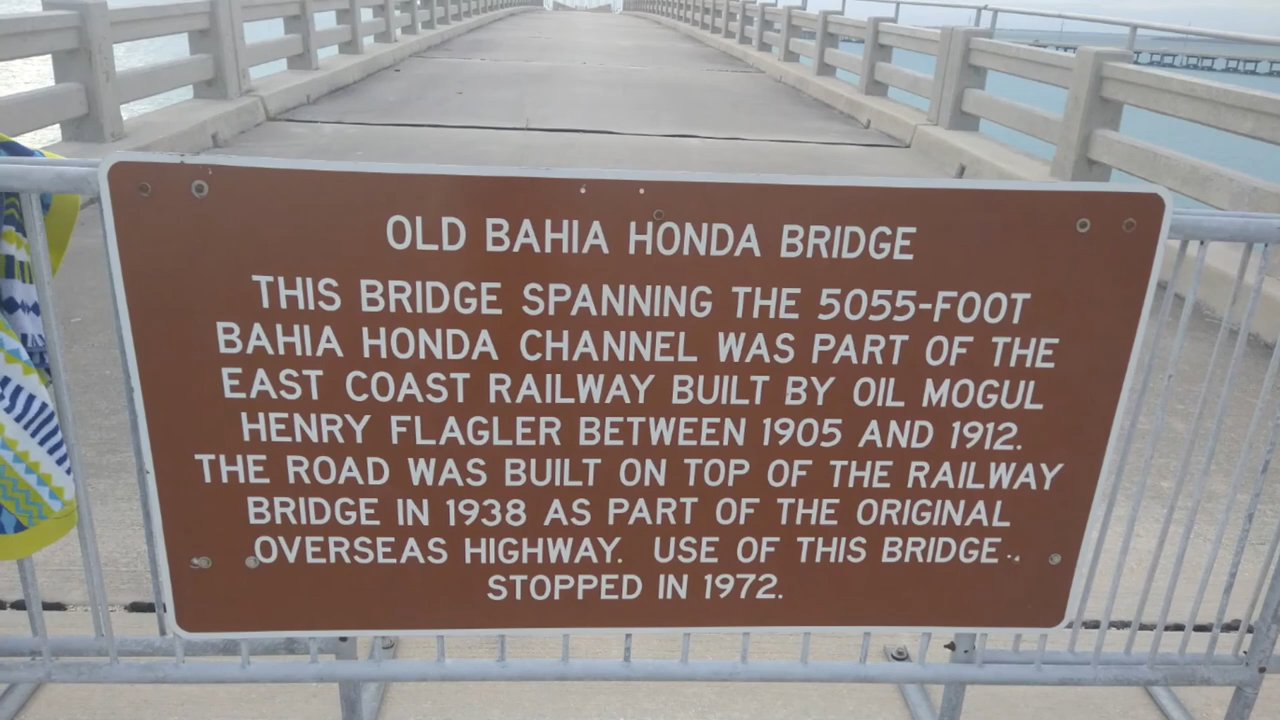 OLD BAHIA HONDA BRIDGE
THIS BRIDGE SPANNING THE 5055-FOOT
BAHIA HONDA CHANNEL WAS PART OF THE
EAST COAST RAILWAY BUILT BY OIL MOGUL
HENRY FLAGLER BETWEEN 1905 AND 1912.
THE ROAD WAS BUILT ON TOP OF THE RAILWAY
BRIDGE IN 1938 AS PART OF THE ORIGINAL
OVERSEAS HIGHWAY. USE OF THIS BRIDGE
STOPPED IN 1972.